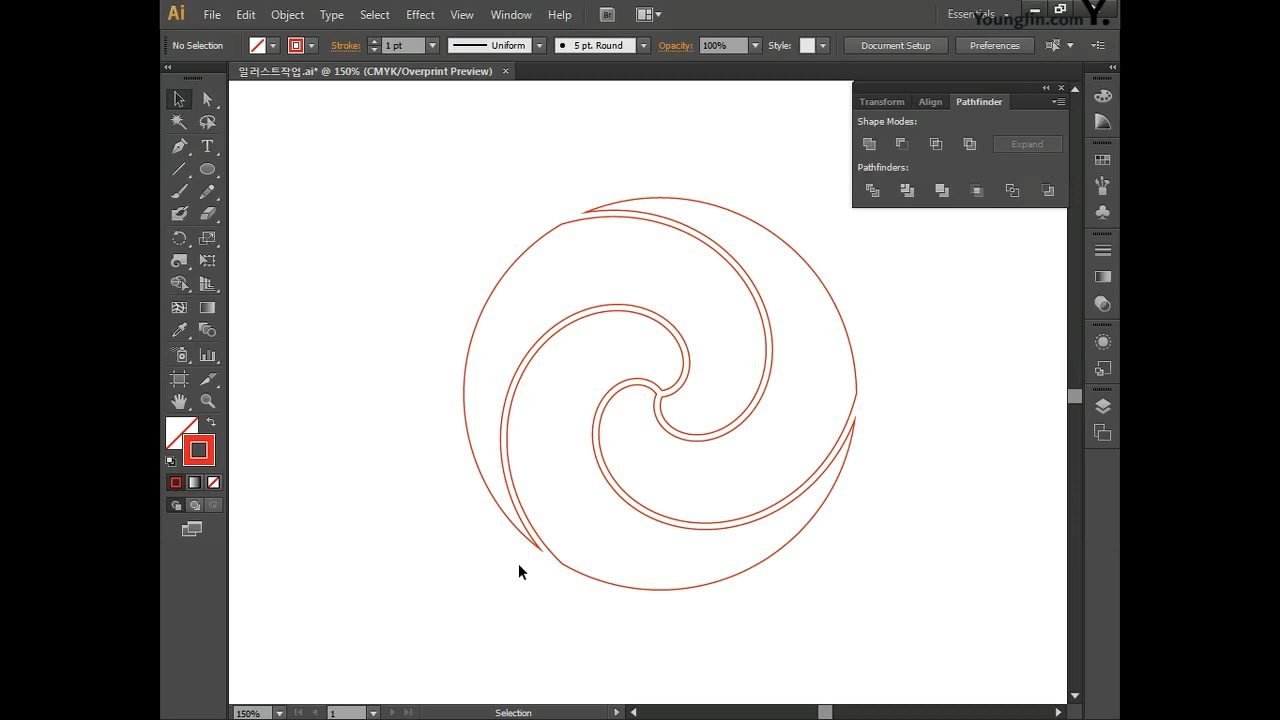 Ai File Edit Object Type Select Effect View Window Help Br Essentials
Youngjin.com Y.
No Selection Stroke: 1 pt Uniform 5 pt. Round Opacity: 100% Style: Document Setup Preferences
일러스트작업.ai* @ 150% (CMYK/Overprint Preview)
Transform Align Pathfinder
Shape Modes:
Expand
Pathfinders:
150% 1 Selection